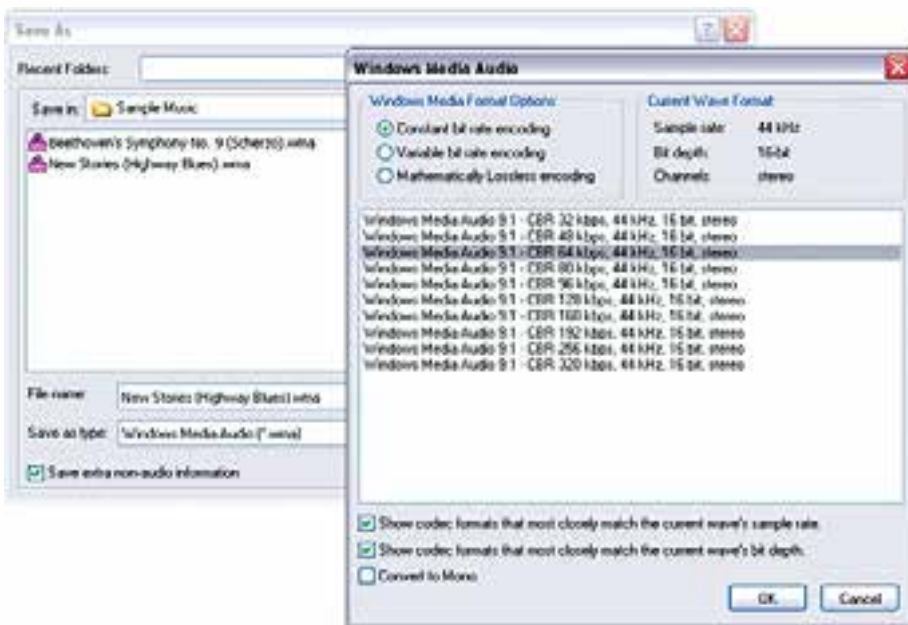 Save As
Recent Folders:
Save in: Sample Music
Beethoven's Symphony No. 9 (Scherzo).wma
New Stories (Highway Blues).wma
File name: New Stories (Highway Blues).wma
Save as type: Windows Media Audio (*.wma)
Save extra non-audio information
Windows Media Audio
Windows Media Format Options
Constant bit rate encoding
Variable bit rate encoding
Mathematically Lossless encoding
Current Wave Format:
Sample rate: 44 kHz
Bit depth: 16-bit
Channels: stereo
Windows Media Audio 9.1 - CBR 32 kbps, 44 kHz, 16 bit, stereo
Windows Media Audio 9.1 - CBR 48 kbps, 44 kHz, 16 bit, stereo
Windows Media Audio 9.1 - CBR 64 kbps, 44 kHz, 16 bit, stereo
Windows Media Audio 9.1 - CBR 80 kbps, 44 kHz, 16 bit, stereo
Windows Media Audio 9.1 - CBR 96 kbps, 44 kHz, 16 bit, stereo
Windows Media Audio 9.1 - CBR 128 kbps, 44 kHz, 16 bit, stereo
Windows Media Audio 9.1 - CBR 160 kbps, 44 kHz, 16 bit, stereo
Windows Media Audio 9.1 - CBR 192 kbps, 44 kHz, 16 bit, stereo
Windows Media Audio 9.1 - CBR 256 kbps, 44 kHz, 16 bit, stereo
Windows Media Audio 9.1 - CBR 320 kbps, 44 kHz, 16 bit, stereo
Show codec formats that most closely match the current wave's sample rate.
Show codec formats that most closely match the current wave's bit depth.
Convert to Mono
OK
Cancel